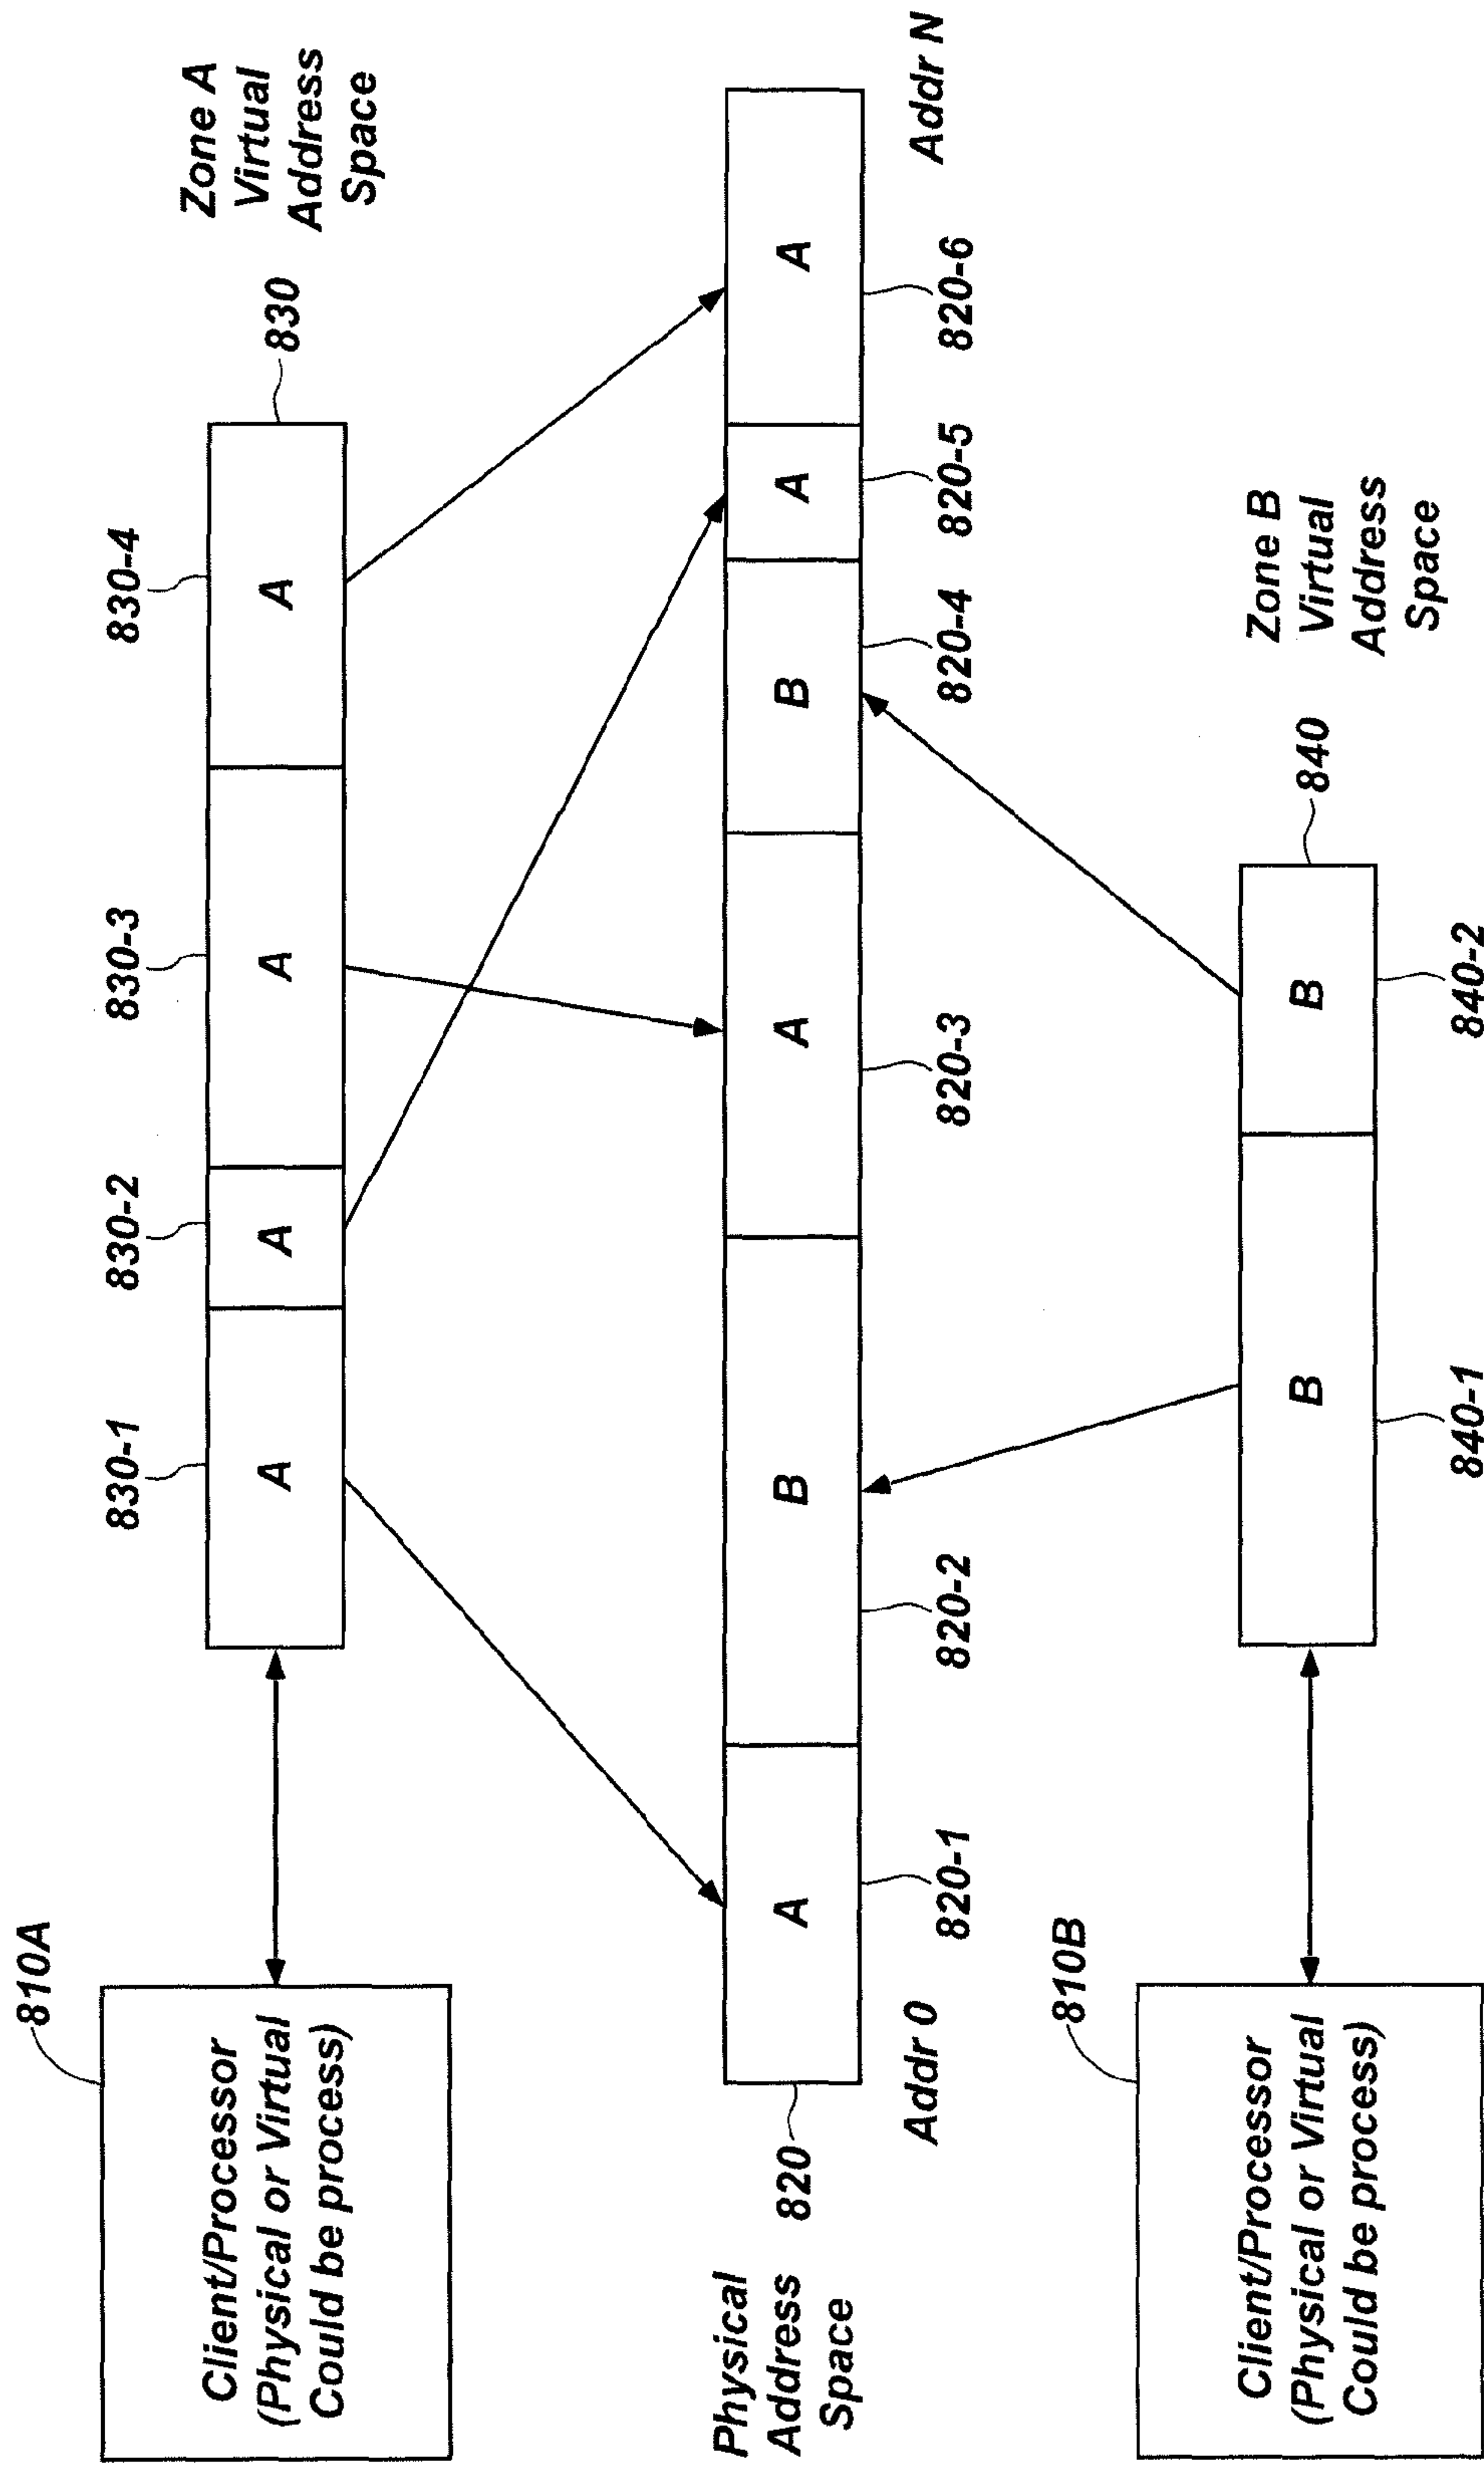 810A
Client/Processor
(Physical or Virtual
Could be process)
830-1
830-2
830-3
830-4
A
A
A
A
830
Zone A
Virtual
Address
Space
Physical
Address
Space
820
A
B
A
B
A
A
Addr 0
820-1
820-2
820-3
820-4
820-5
820-6
Addr N
810B
Client/Processor
(Physical or Virtual
Could be process)
B
B
840
840-1
840-2
Zone B
Virtual
Address
Space